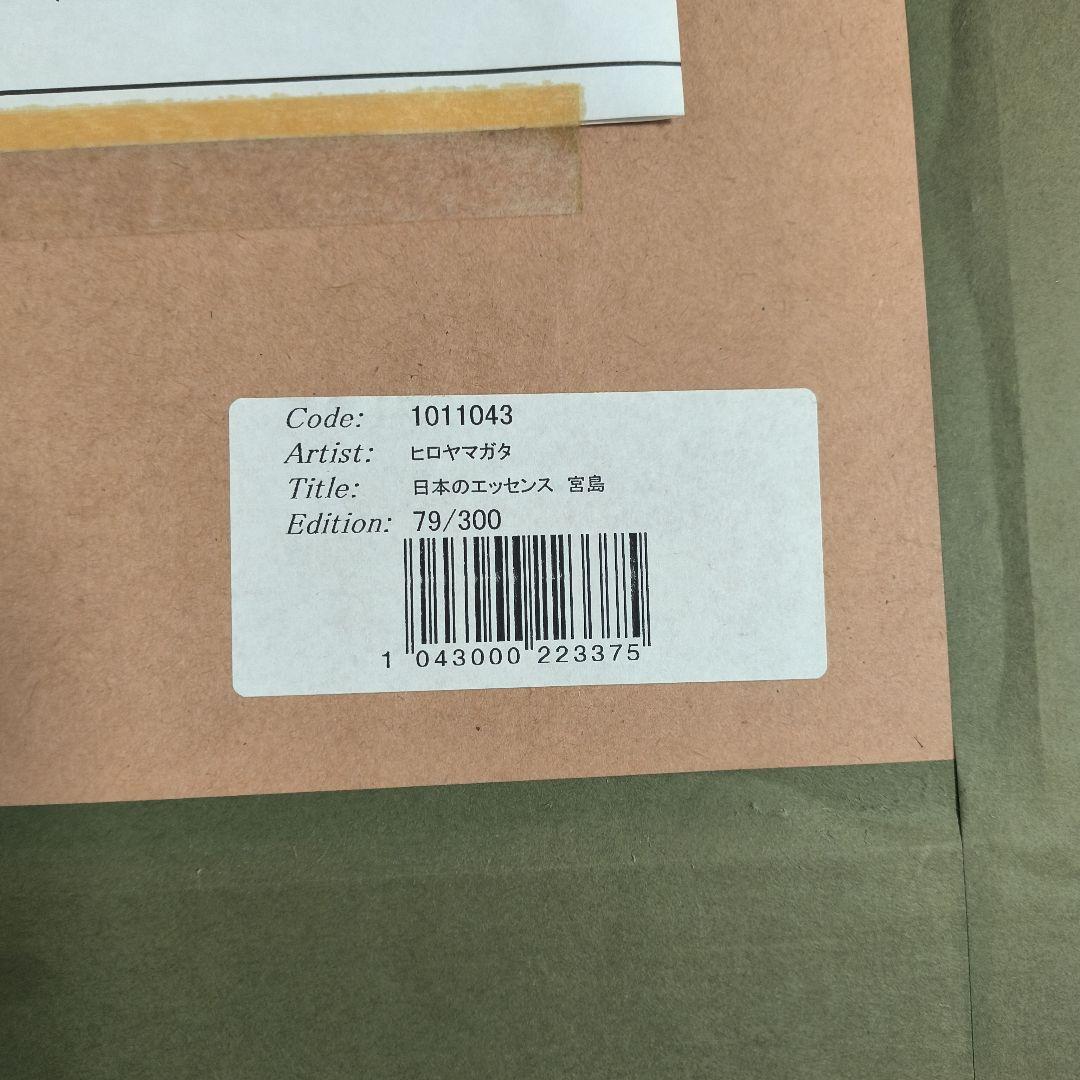 Code: 1011043
Artist: ヒロヤマガタ
Title: 日本のエッセンス 宮島
Edition: 79/300
1 043000 223375